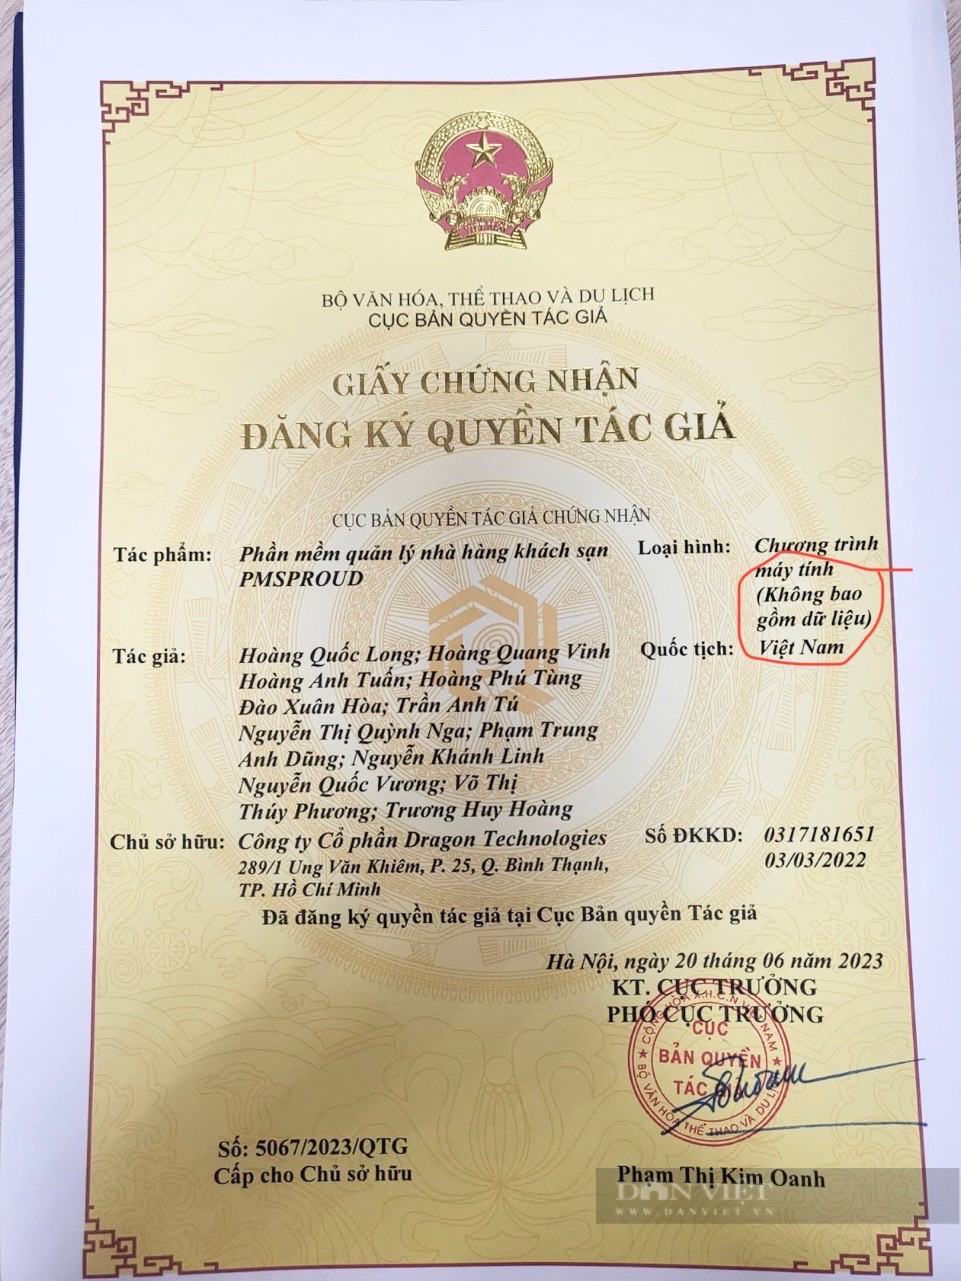 BỘ VĂN HÓA, THỂ THAO VÀ DU LỊCH
CỤC BẢN QUYỀN TÁC GIẢ
GIẤY CHỨNG NHẬN
ĐĂNG KÝ QUYỀN TÁC GIẢ
CỤC BẢN QUYỀN TÁC GIẢ CHỨNG NHẬN
Tác phẩm: Phần mềm quản lý nhà hàng khách sạn
PMSPROUD
Loại hình: Chương trình
máy tính
(Không bao
gồm dữ liệu)
Tác giả: Hoàng Quốc Long; Hoàng Quang Vinh
Quốc tịch: Việt Nam
Hoàng Anh Tuấn; Hoàng Phú Tùng
Đào Xuân Hòa; Trần Anh Tú
Nguyễn Thị Quỳnh Nga; Phạm Trung
Anh Dũng; Nguyễn Khánh Linh
Nguyễn Quốc Vương; Võ Thị
Thúy Phương; Trương Huy Hoàng
Chủ sở hữu: Công ty Cổ phần Dragon Technologies
289/1 Ung Văn Khiêm, P. 25, Q. Bình Thạnh,
TP. Hồ Chí Minh
Số ĐKKD: 0317181651
03/03/2022
Đã đăng ký quyền tác giả tại Cục Bản quyền Tác giả
Hà Nội, ngày 20 tháng 06 năm 2023
KT. CỤC TRƯỞNG
PHÓ CỤC TRƯỞNG
CỘNG HÒA X.H.C.N VIỆT NAM
CỤC
BẢN QUYỀN
TÁC GIẢ
BỘ VĂN HÓA THỂ THAO VÀ DU LỊCH
Số: 5067/2023/QTG
Cấp cho Chủ sở hữu
Phạm Thị Kim Oanh
DÂN VIỆT
WWW.DANVIET.VN